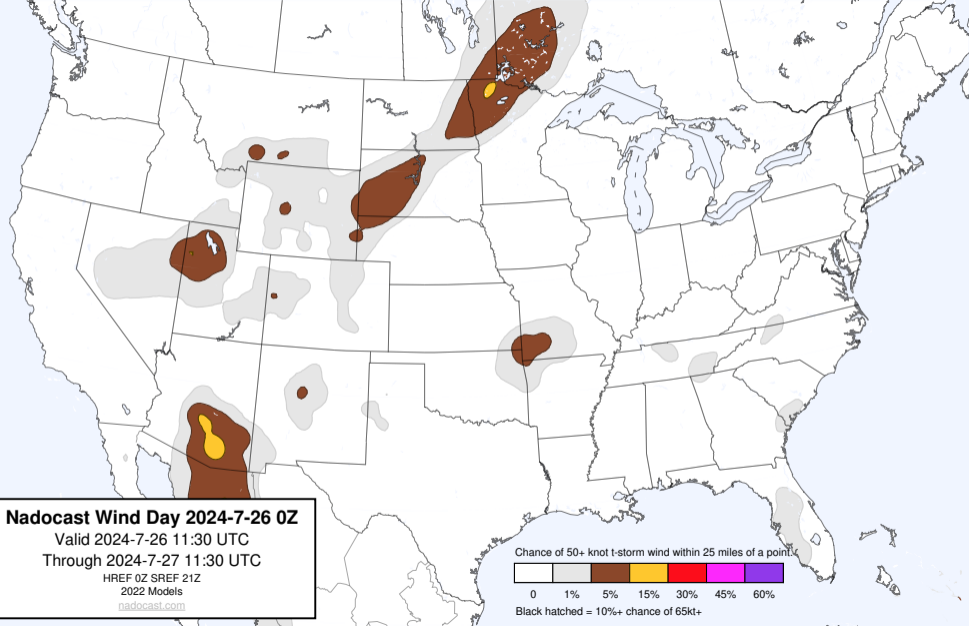 Nadocast Wind Day 2024-7-26 0Z
Valid 2024-7-26 11:30 UTC
Through 2024-7-27 11:30 UTC
HREF 0Z SREF 21Z
2022 Models
nadocast.com
Chance of 50+ knot t-storm wind within 25 miles of a point.
0 1% 5% 15% 30% 45% 60%
Black hatched = 10%+ chance of 65kt+